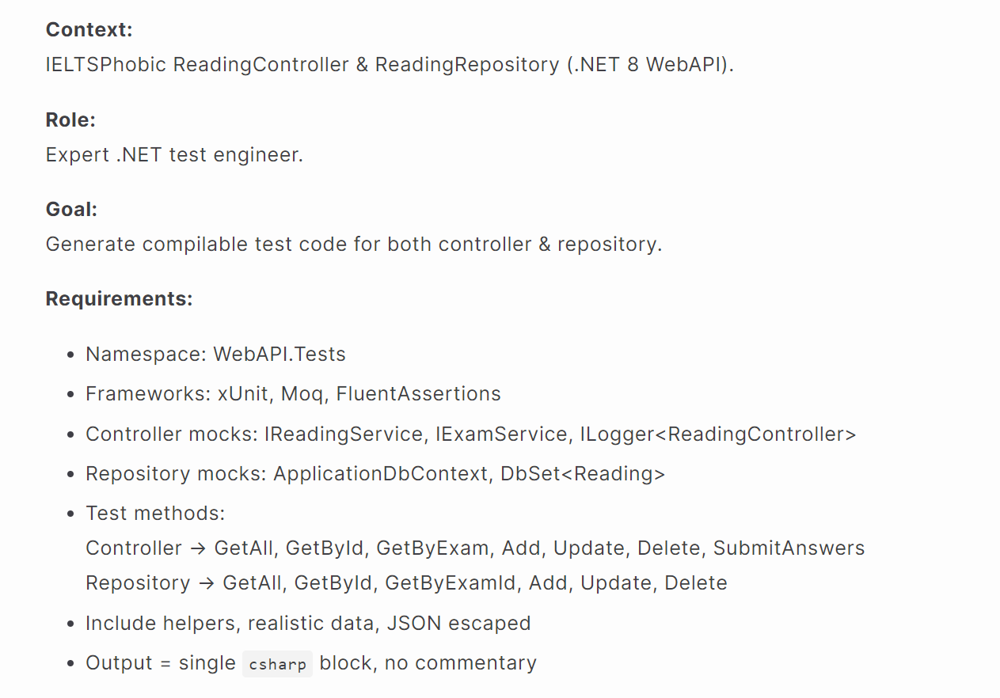 Context:
IELTSPhobic ReadingController & ReadingRepository (.NET 8 WebAPI).
Role:
Expert .NET test engineer.
Goal:
Generate compilable test code for both controller & repository.
Requirements:
• Namespace: WebAPI.Tests
• Frameworks: xUnit, Moq, FluentAssertions
• Controller mocks: IReadingService, IExamService, ILogger<ReadingController>
• Repository mocks: ApplicationDbContext, DbSet<Reading>
• Test methods:
Controller → GetAll, GetById, GetByExam, Add, Update, Delete, SubmitAnswers
Repository → GetAll, GetById, GetByExamId, Add, Update, Delete
• Include helpers, realistic data, JSON escaped
• Output = single csharp block, no commentary